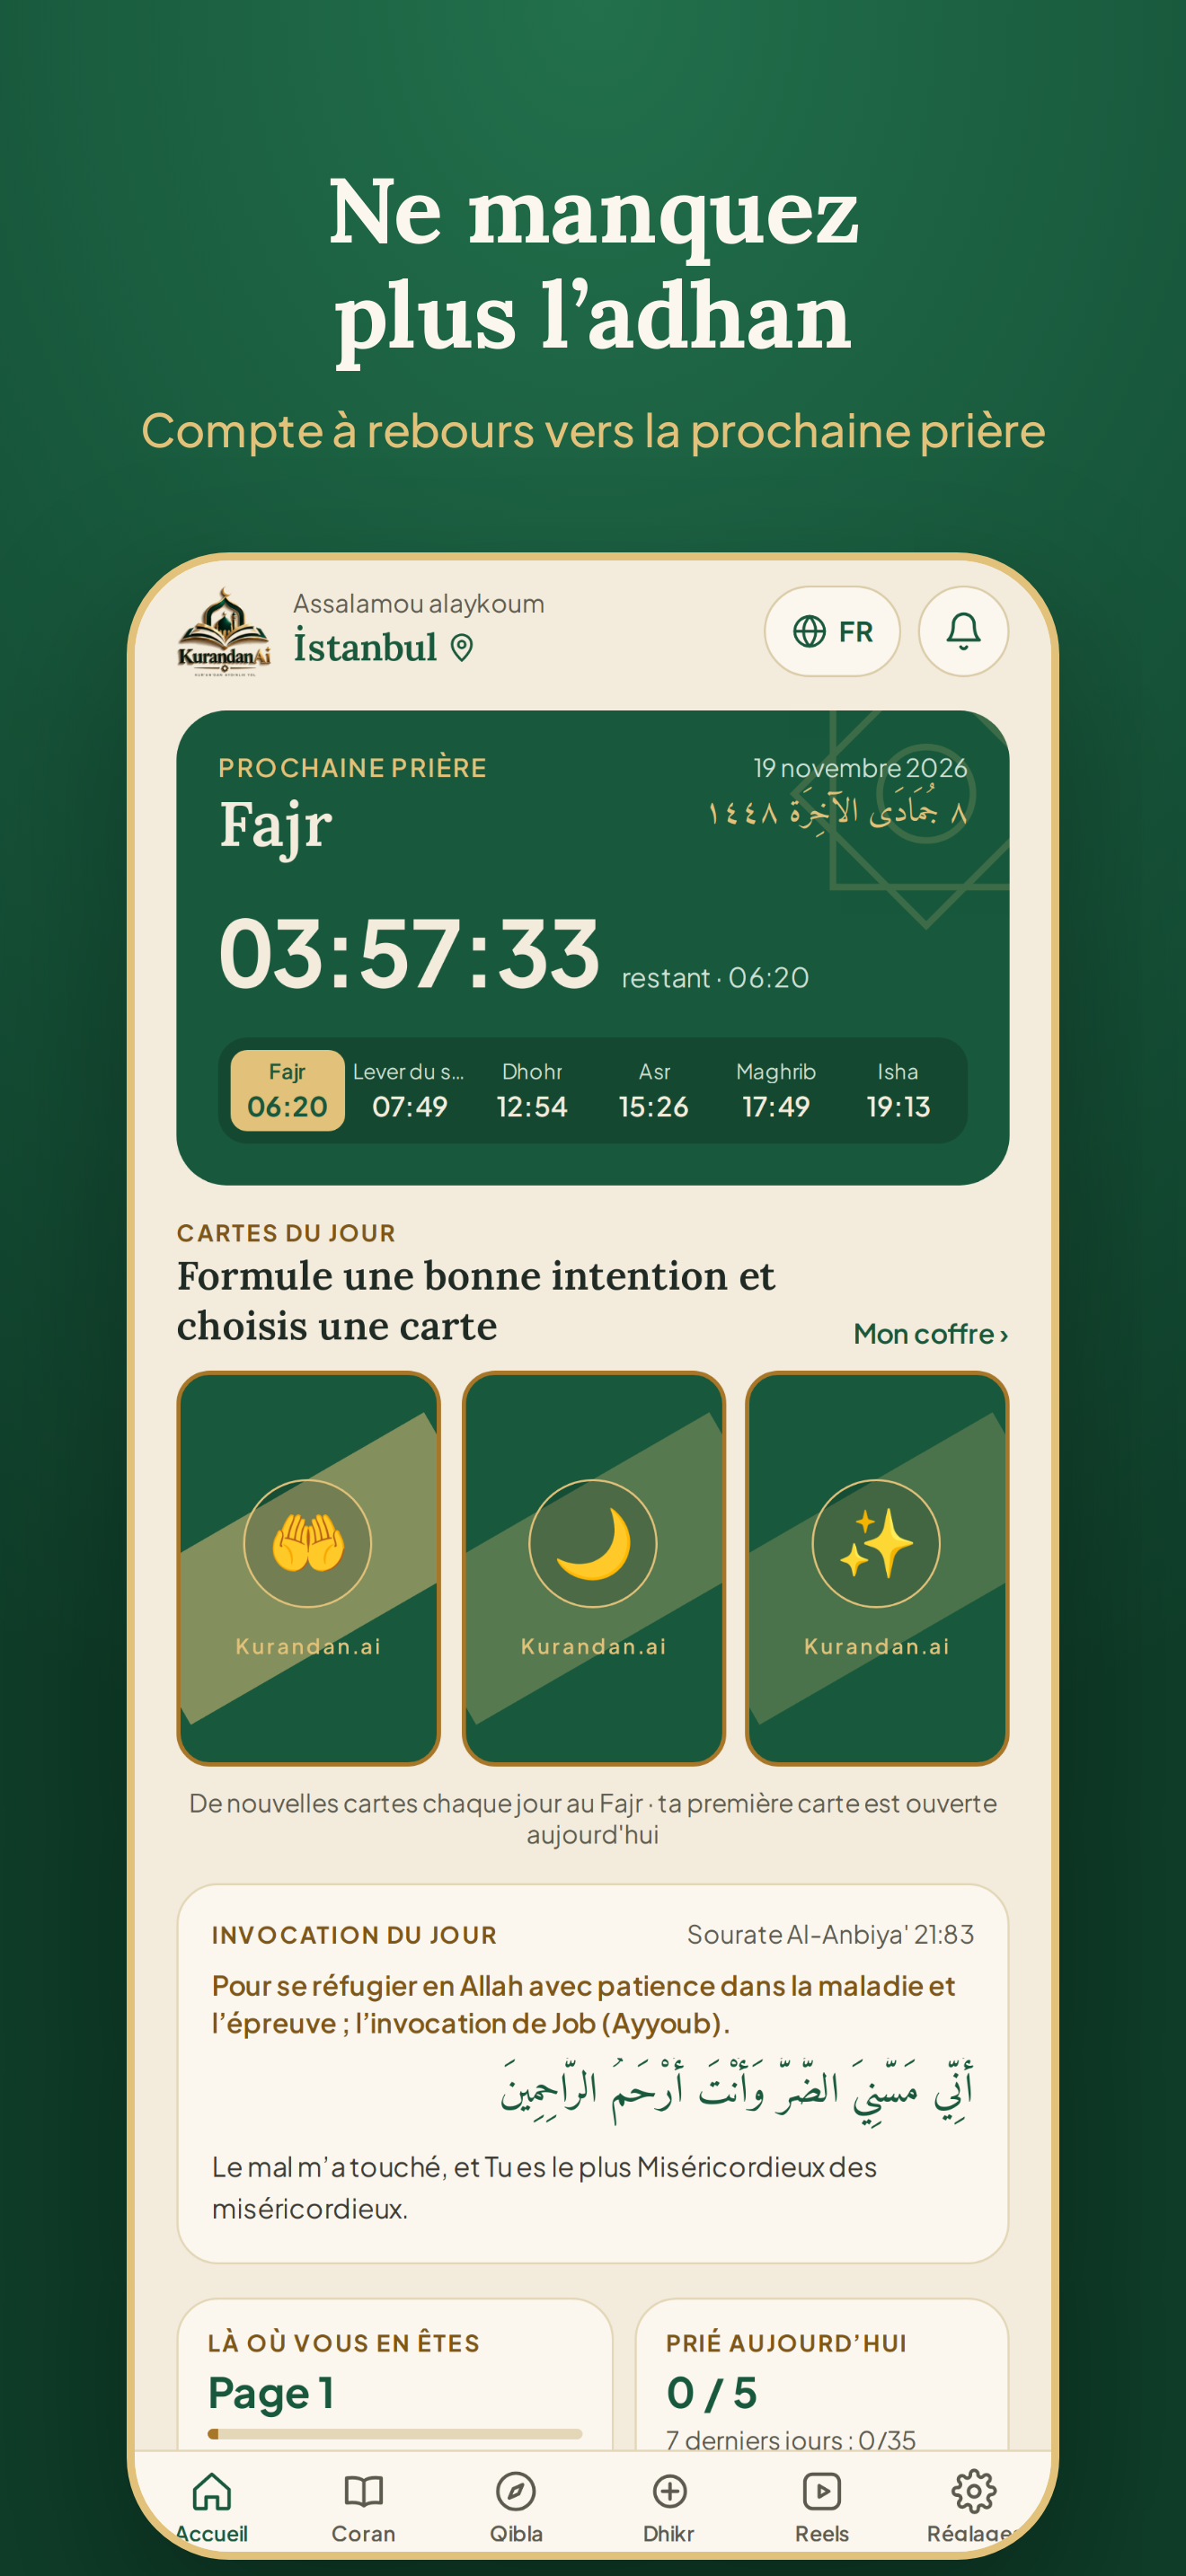 Ne manquez
plus l’adhan
Compte à rebours vers la prochaine prière
KurandanAi
Assalamou alaykoum
İstanbul
FR
PROCHAINE PRIÈRE
19 novembre 2026
Fajr
٨ جُمَادَى الآخِرَة ١٤٤٨
03:57:33 restant · 06:20
Fajr Lever du s... Dhohr Asr Maghrib Isha
06:20 07:49 12:54 15:26 17:49 19:13
CARTES DU JOUR
Formule une bonne intention et
choisis une carte
Mon coffre ›
Kurandan.ai Kurandan.ai Kurandan.ai
De nouvelles cartes chaque jour au Fajr · ta première carte est ouverte
aujourd'hui
INVOCATION DU JOUR Sourate Al-Anbiya' 21:83
Pour se réfugier en Allah avec patience dans la maladie et
l’épreuve ; l’invocation de Job (Ayyoub).
أَنِّي مَسَّنِيَ الضُّرُّ وَأَنْتَ أَرْحَمُ الرَّاحِمِينَ
Le mal m’a touché, et Tu es le plus Miséricordieux des
miséricordieux.
LÀ OÙ VOUS EN ÊTES
Page 1
PRIÉ AUJOURD’HUI
0 / 5
7 derniers jours : 0/35
Accueil Coran Qibla Dhikr Reels Réglages